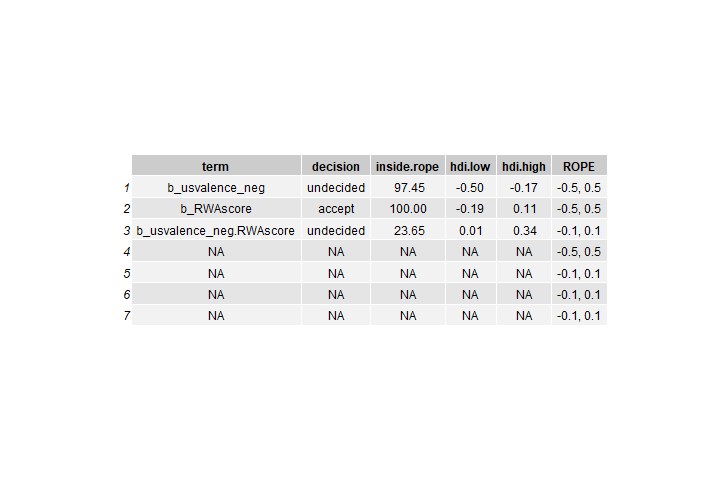 term decision inside.rope hdi.low hdi.high ROPE
1 b_usvalence_neg undecided 97.45 -0.50 -0.17 -0.5, 0.5
2 b_RWAscore accept 100.00 -0.19 0.11 -0.5, 0.5
3 b_usvalence_neg.RWAscore undecided 23.65 0.01 0.34 -0.1, 0.1
4 NA NA NA NA NA -0.5, 0.5
5 NA NA NA NA NA -0.1, 0.1
6 NA NA NA NA NA -0.1, 0.1
7 NA NA NA NA NA -0.1, 0.1